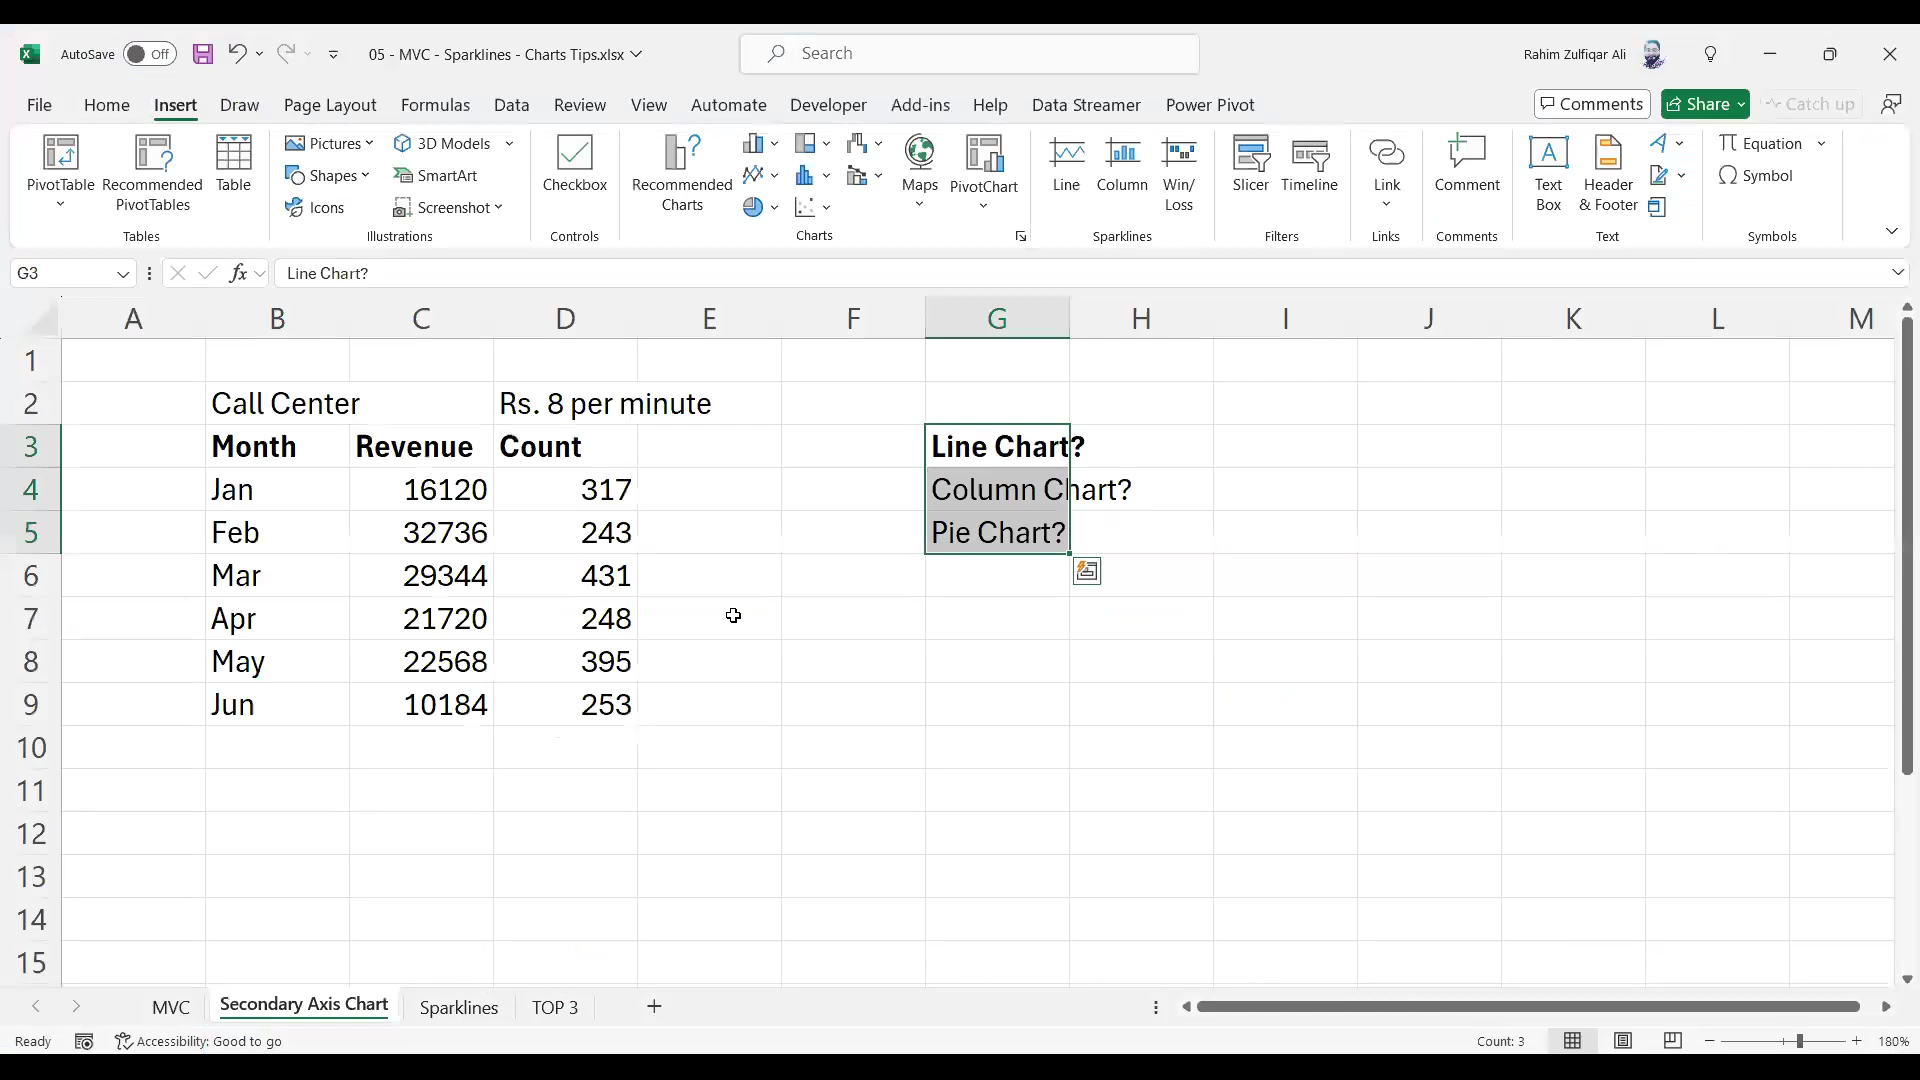 AutoSave Off 05 - MVC - Sparklines - Charts Tips.xlsx Search Rahim Zulfiqar Ali
File Home Insert Draw Page Layout Formulas Data Review View Automate Developer Add-ins Help Data Streamer Power Pivot Comments Share Catch up
PivotTable
Recommended
PivotTables
Table
Tables
Pictures
Shapes
Icons
3D Models
SmartArt
Screenshot
Illustrations
Checkbox
Controls
Recommended
Charts
Maps
PivotChart
Charts
Line
Column
Win/
Loss
Sparklines
Slicer
Timeline
Filters
Link
Links
Comment
Comments
Text
Box
Header
& Footer
Text
Equation
Symbol
Symbols
G3 fx Line Chart?
A B C D E F G H I J K L M
1
2 Call Center Rs. 8 per minute
3 Month Revenue Count Line Chart?
4 Jan 16120 317 Column Chart?
5 Feb 32736 243 Pie Chart?
6 Mar 29344 431
7 Apr 21720 248
8 May 22568 395
9 Jun 10184 253
10
11
12
13
14
15
MVC Secondary Axis Chart Sparklines TOP 3
Ready Accessibility: Good to go Count: 3 180%